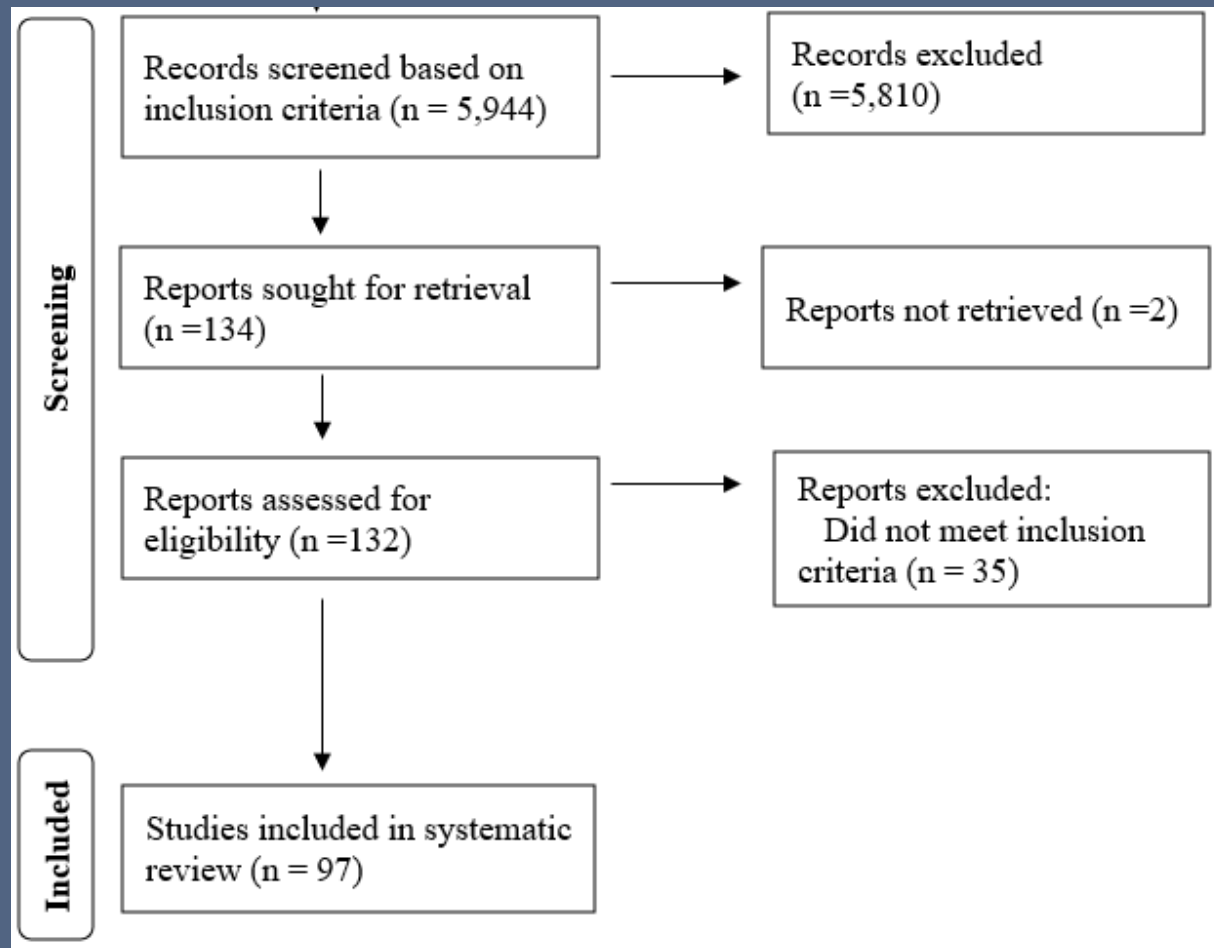 Records screened based on
inclusion criteria (n = 5,944)
Records excluded
(n =5,810)
Screening
Reports sought for retrieval
(n =134)
Reports not retrieved (n =2)
Reports assessed for
eligibility (n =132)
Reports excluded:
Did not meet inclusion
criteria (n = 35)
Included
Studies included in systematic
review (n = 97)